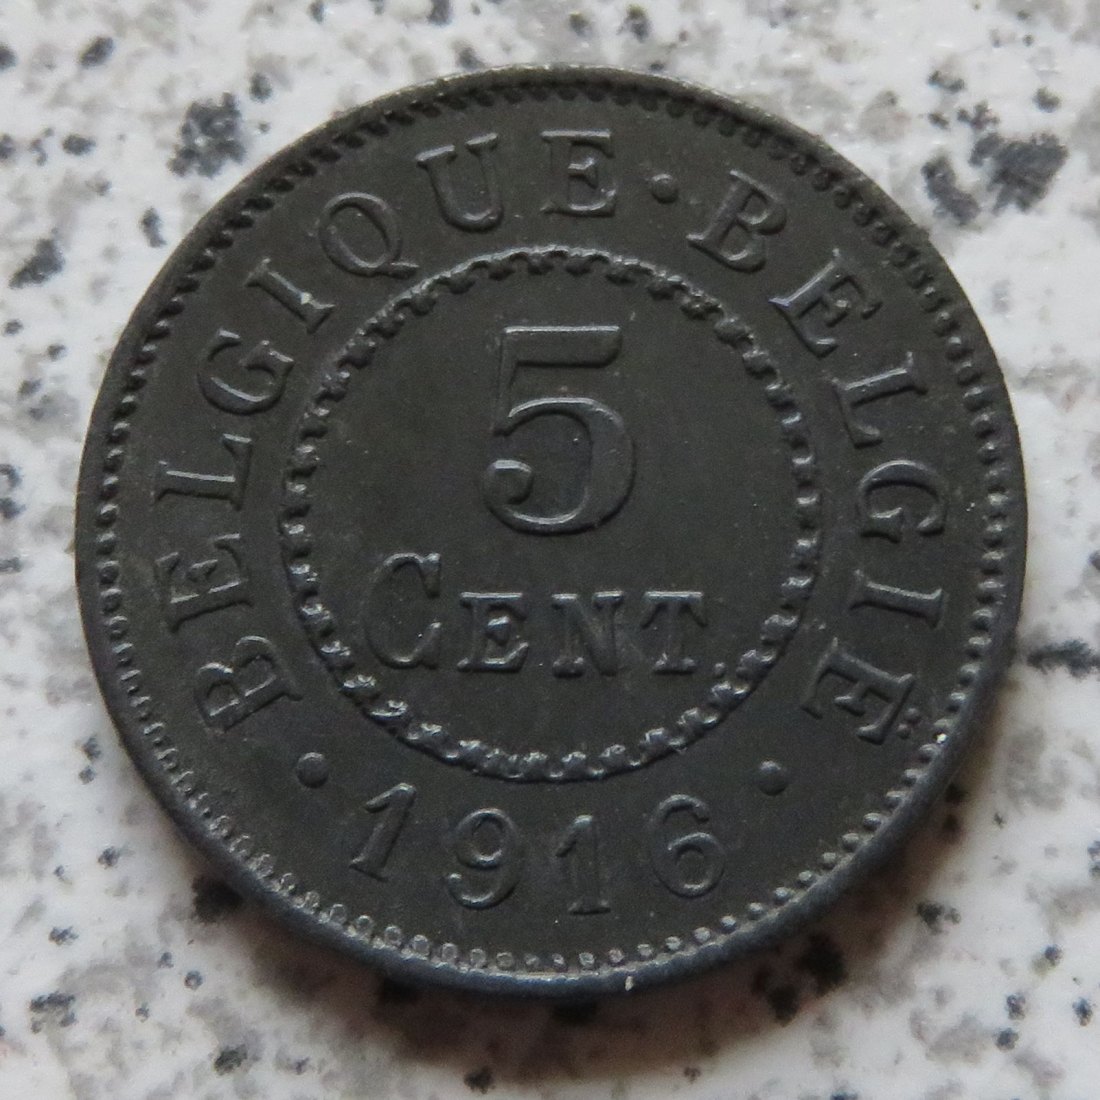 BELGIQUE · BELGIË
5
CENT.
· 1916 ·